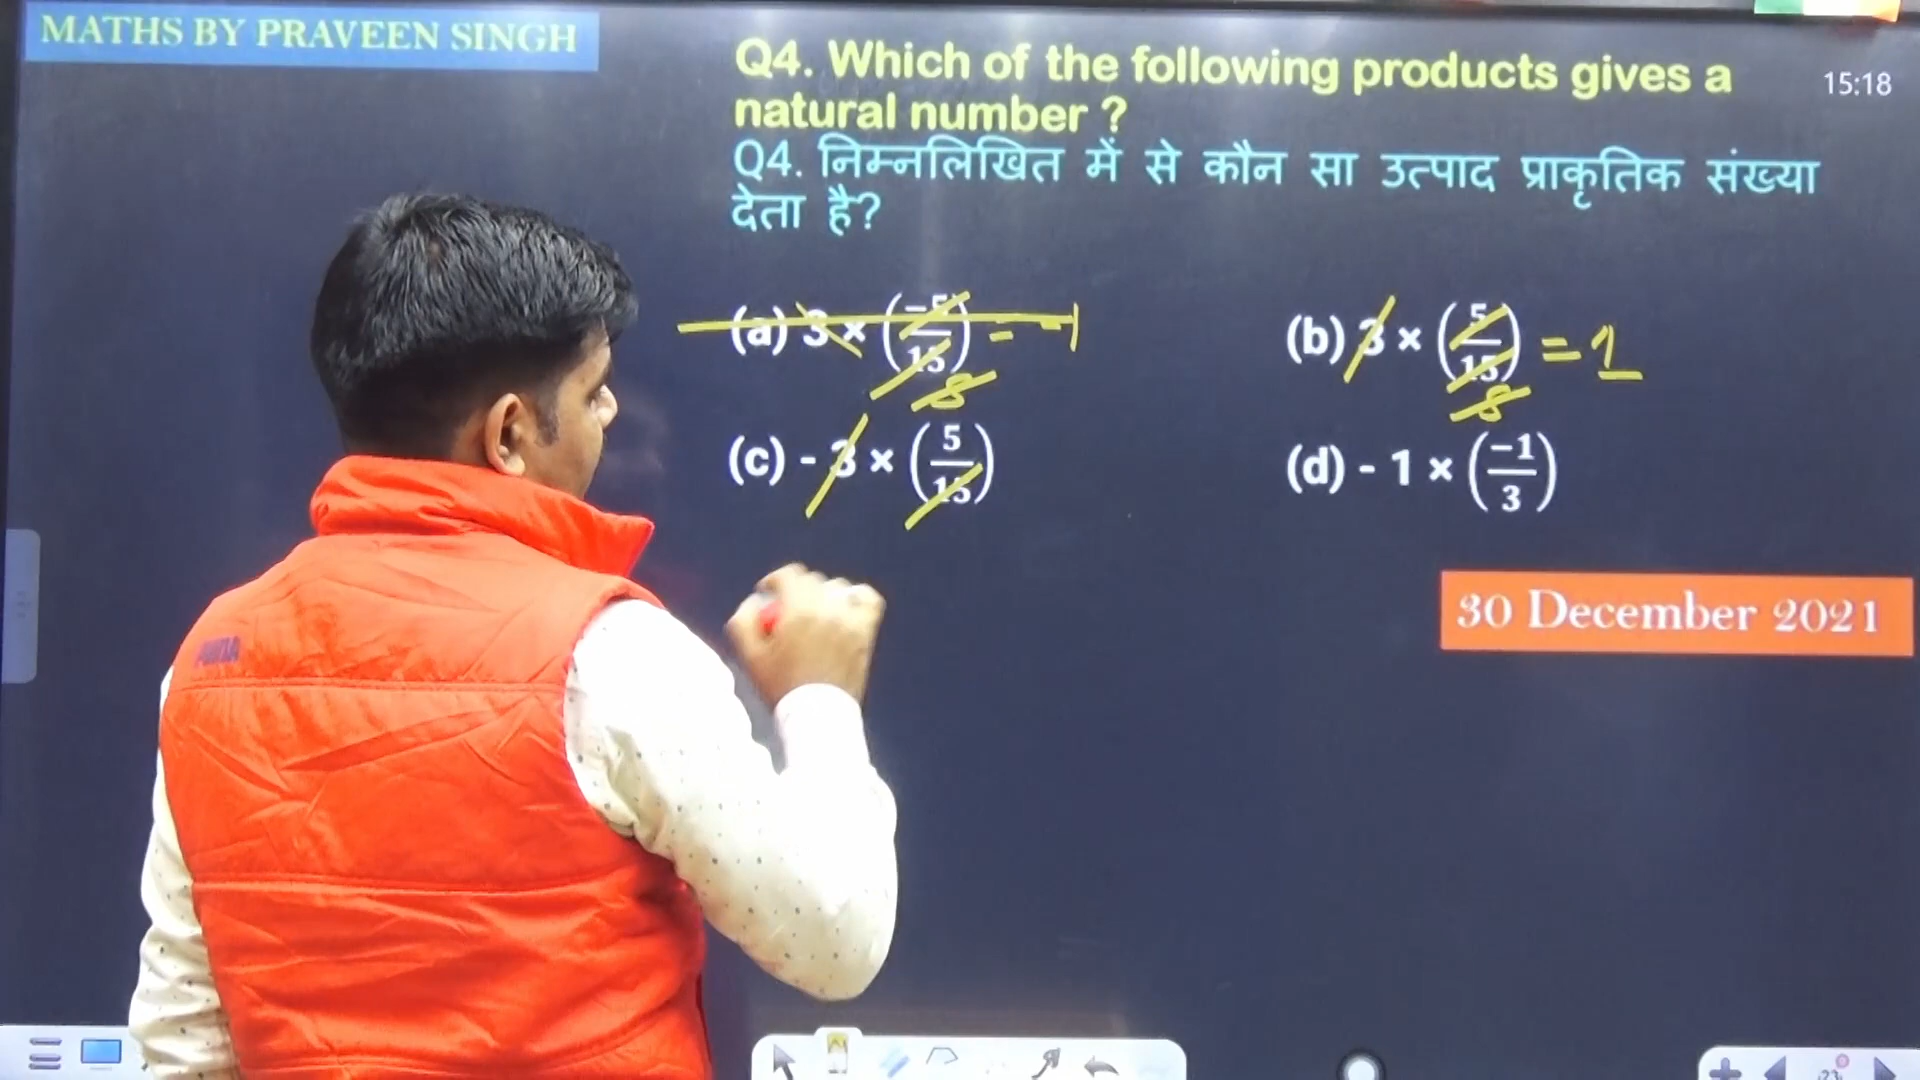 MATHS BY PRAVEEN SINGH
Q4. Which of the following products gives a
natural number ?
15:18
Q4. निम्नलिखित में से कौन सा उत्पाद प्राकृतिक संख्या
देता है?
(a) 3 × (−5/15) = -1
(b) 3 × (5/15) = 1
(c) - 3 × (5/15)
(d) - 1 × (−1/3)
30 December 2021